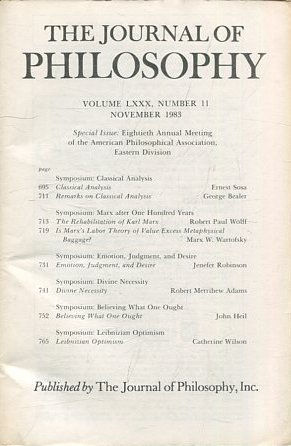 THE JOURNAL OF
PHILOSOPHY
VOLUME LXXX, NUMBER 11
NOVEMBER 1983
Special Issue: Eightieth Annual Meeting
of the American Philosophical Association,
Eastern Division
page
Symposium: Classical Analysis
695 Classical Analysis Ernest Sosa
711 Remarks on Classical Analysis George Bealer
Symposium: Marx after One Hundred Years
713 The Rehabilitation of Karl Marx Robert Paul Wolff
719 Is Marx's Labor Theory of Value Excess Metaphysical
Baggage? Marx W. Wartofsky
Symposium: Emotion, Judgment, and Desire
731 Emotion, Judgment, and Desire Jenefer Robinson
Symposium: Divine Necessity
741 Divine Necessity Robert Merrihew Adams
Symposium: Believing What One Ought
752 Believing What One Ought John Heil
Symposium: Leibnizian Optimism
765 Leibnizian Optimism Catherine Wilson
Published by The Journal of Philosophy, Inc.